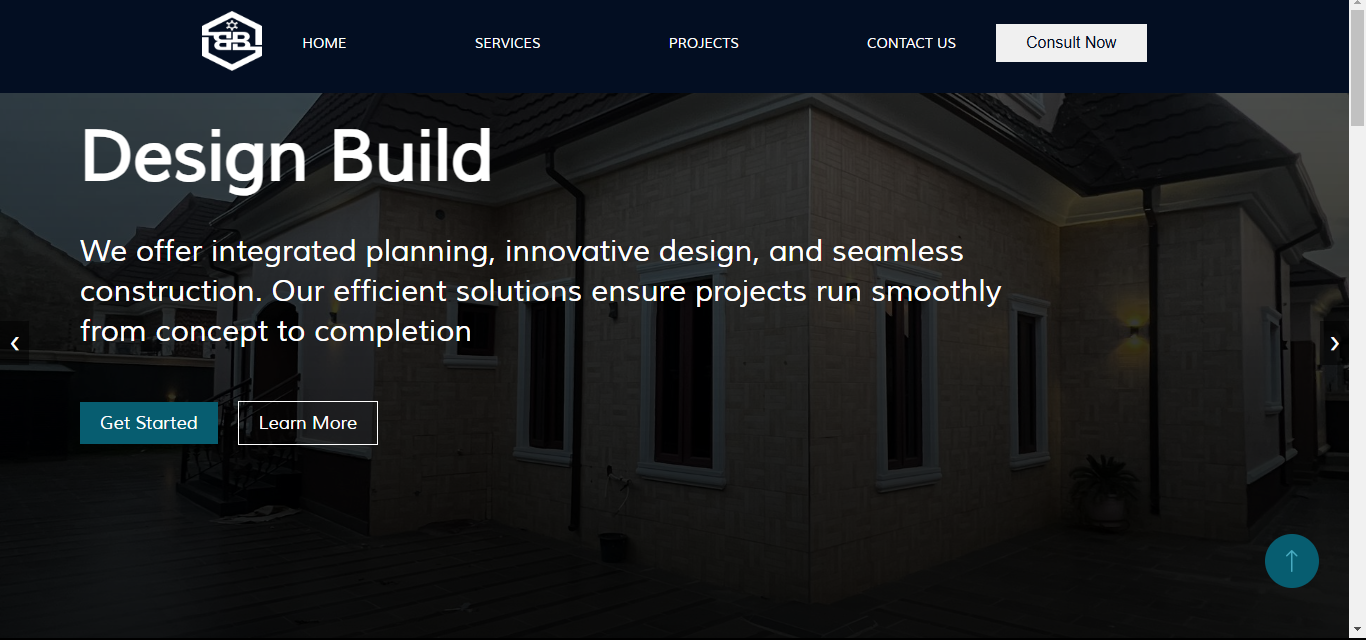 BB
HOME
SERVICES
PROJECTS
CONTACT US
Consult Now
Design Build
We offer integrated planning, innovative design, and seamless
construction. Our efficient solutions ensure projects run smoothly
from concept to completion
Get Started
Learn More